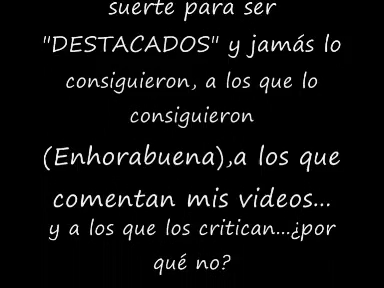 suerte para ser
"DESTACADOS" y jamás lo
consiguieron, a los que lo
consiguieron
(Enhorabuena),a los que
comentan mis videos...
y a los que los critican...¿por
qué no?